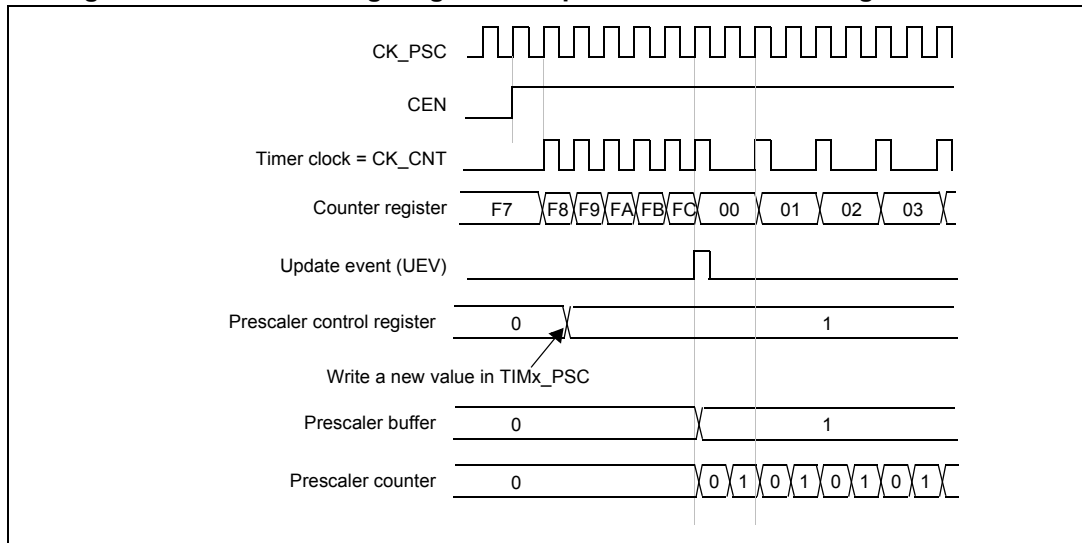 CK_PSC
CEN
Timer clock = CK_CNT
Counter register F7 F8 F9 FA FB FC 00 01 02 03
Update event (UEV)
Prescaler control register 0 1
Write a new value in TIMx_PSC
Prescaler buffer 0 1
Prescaler counter 0 0 1 0 1 0 1 0 1